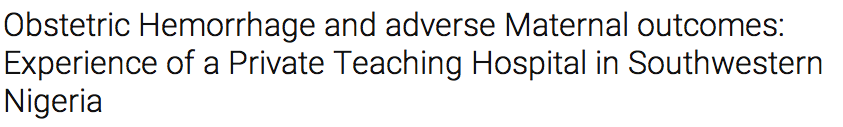 Obstetric Hemorrhage and adverse Maternal outcomes:
Experience of a Private Teaching Hospital in Southwestern
Nigeria